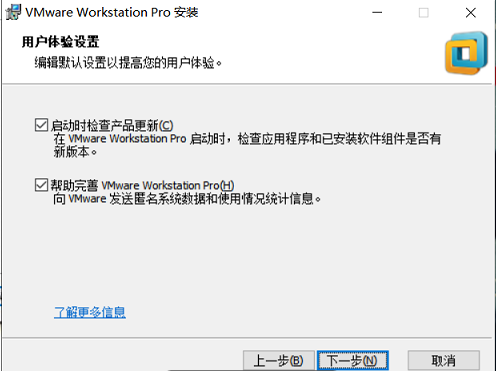 VMware Workstation Pro 安装
用户体验设置
编辑默认设置以提高您的用户体验。
启动时检查产品更新(C)
在 VMware Workstation Pro 启动时，检查应用程序和已安装软件组件是否有
新版本。
帮助完善 VMware Workstation Pro(H)
向 VMware 发送匿名系统数据和使用情况统计信息。
了解更多信息
上一步(B)
下一步(N)
取消